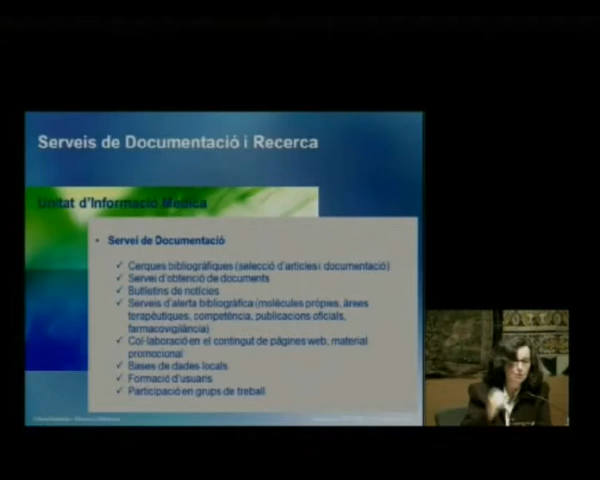 Serveis de Documentació i Recerca
Unitat d'Informació Mèdica
• Servei de Documentació
✓ Cerques bibliogràfiques (selecció d'articles i documentació)
✓ Servei d'obtenció de documents
✓ Butlletins de notícies
✓ Serveis d'alerta bibliogràfica (molècules pròpies, àrees
terapèutiques, competència, publicacions oficials,
farmacovigilància)
✓ Col·laboració en el contingut de pàgines web, material
promocional
✓ Bases de dades locals
✓ Formació d'usuaris
✓ Participació en grups de treball